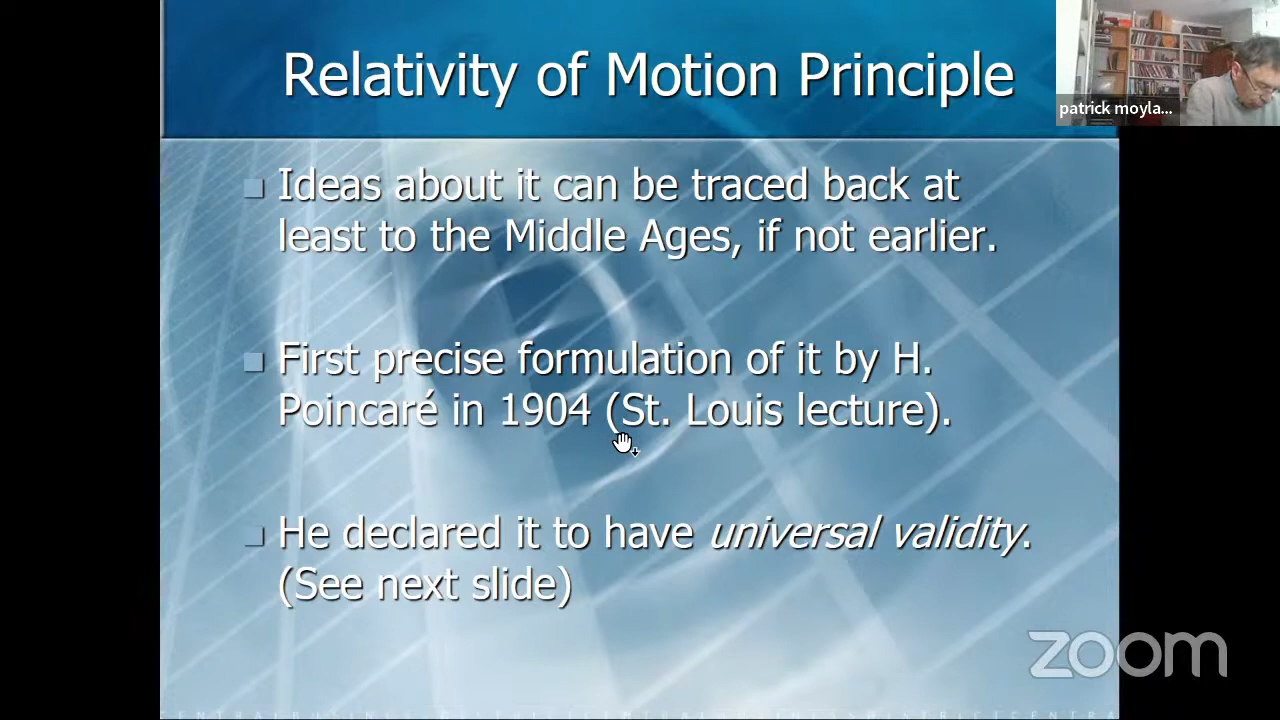 Relativity of Motion Principle
patrick moyla...
Ideas about it can be traced back at
least to the Middle Ages, if not earlier.
First precise formulation of it by H.
Poincaré in 1904 (St. Louis lecture).
He declared it to have universal validity.
(See next slide)
zoom